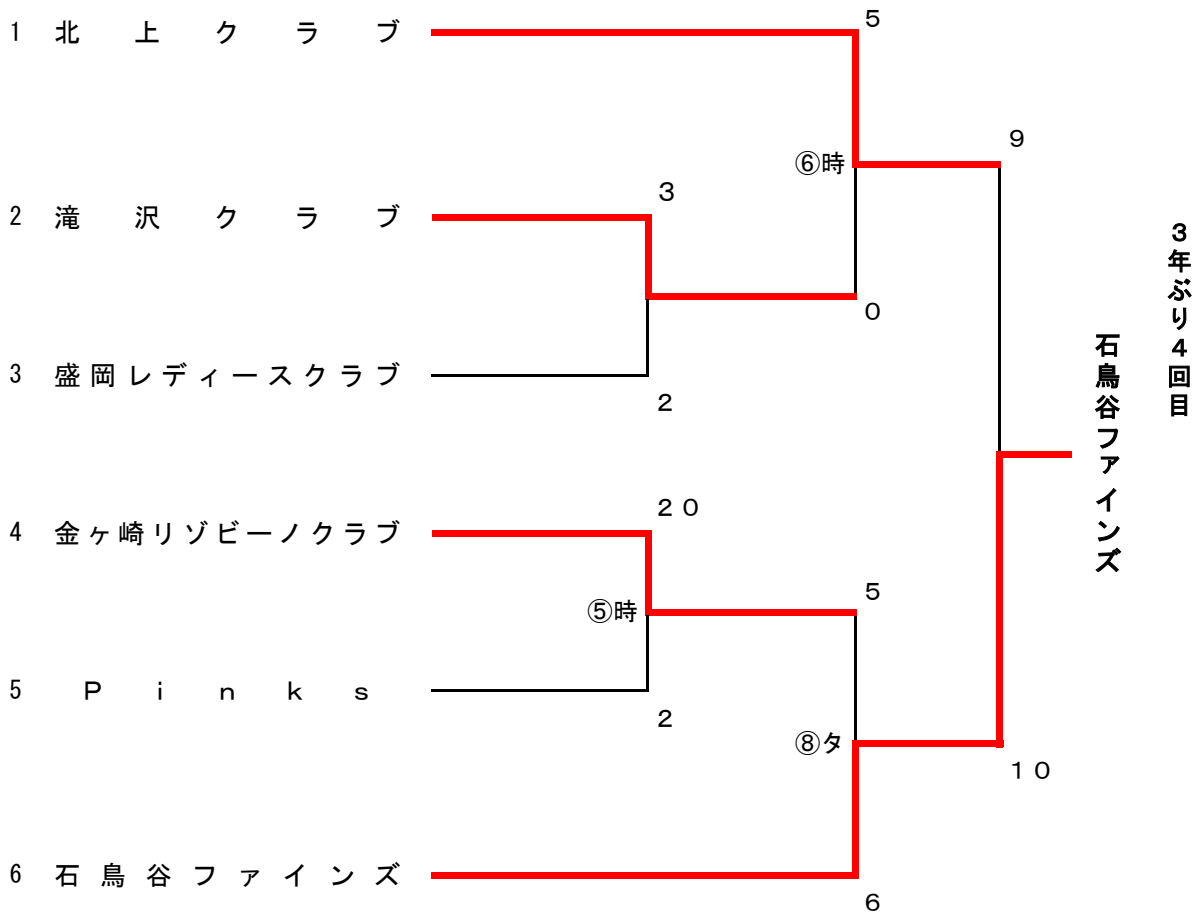 1 北上クラブ
5
9
⑥時
3
2 滝沢クラブ
0
3 盛岡レディースクラブ
2
3年ぶり4回目
石鳥谷ファインズ
20
4 金ヶ崎リゾビーノクラブ
5
⑤時
5 Pinks
2
⑧タ
10
6 石鳥谷ファインズ
6